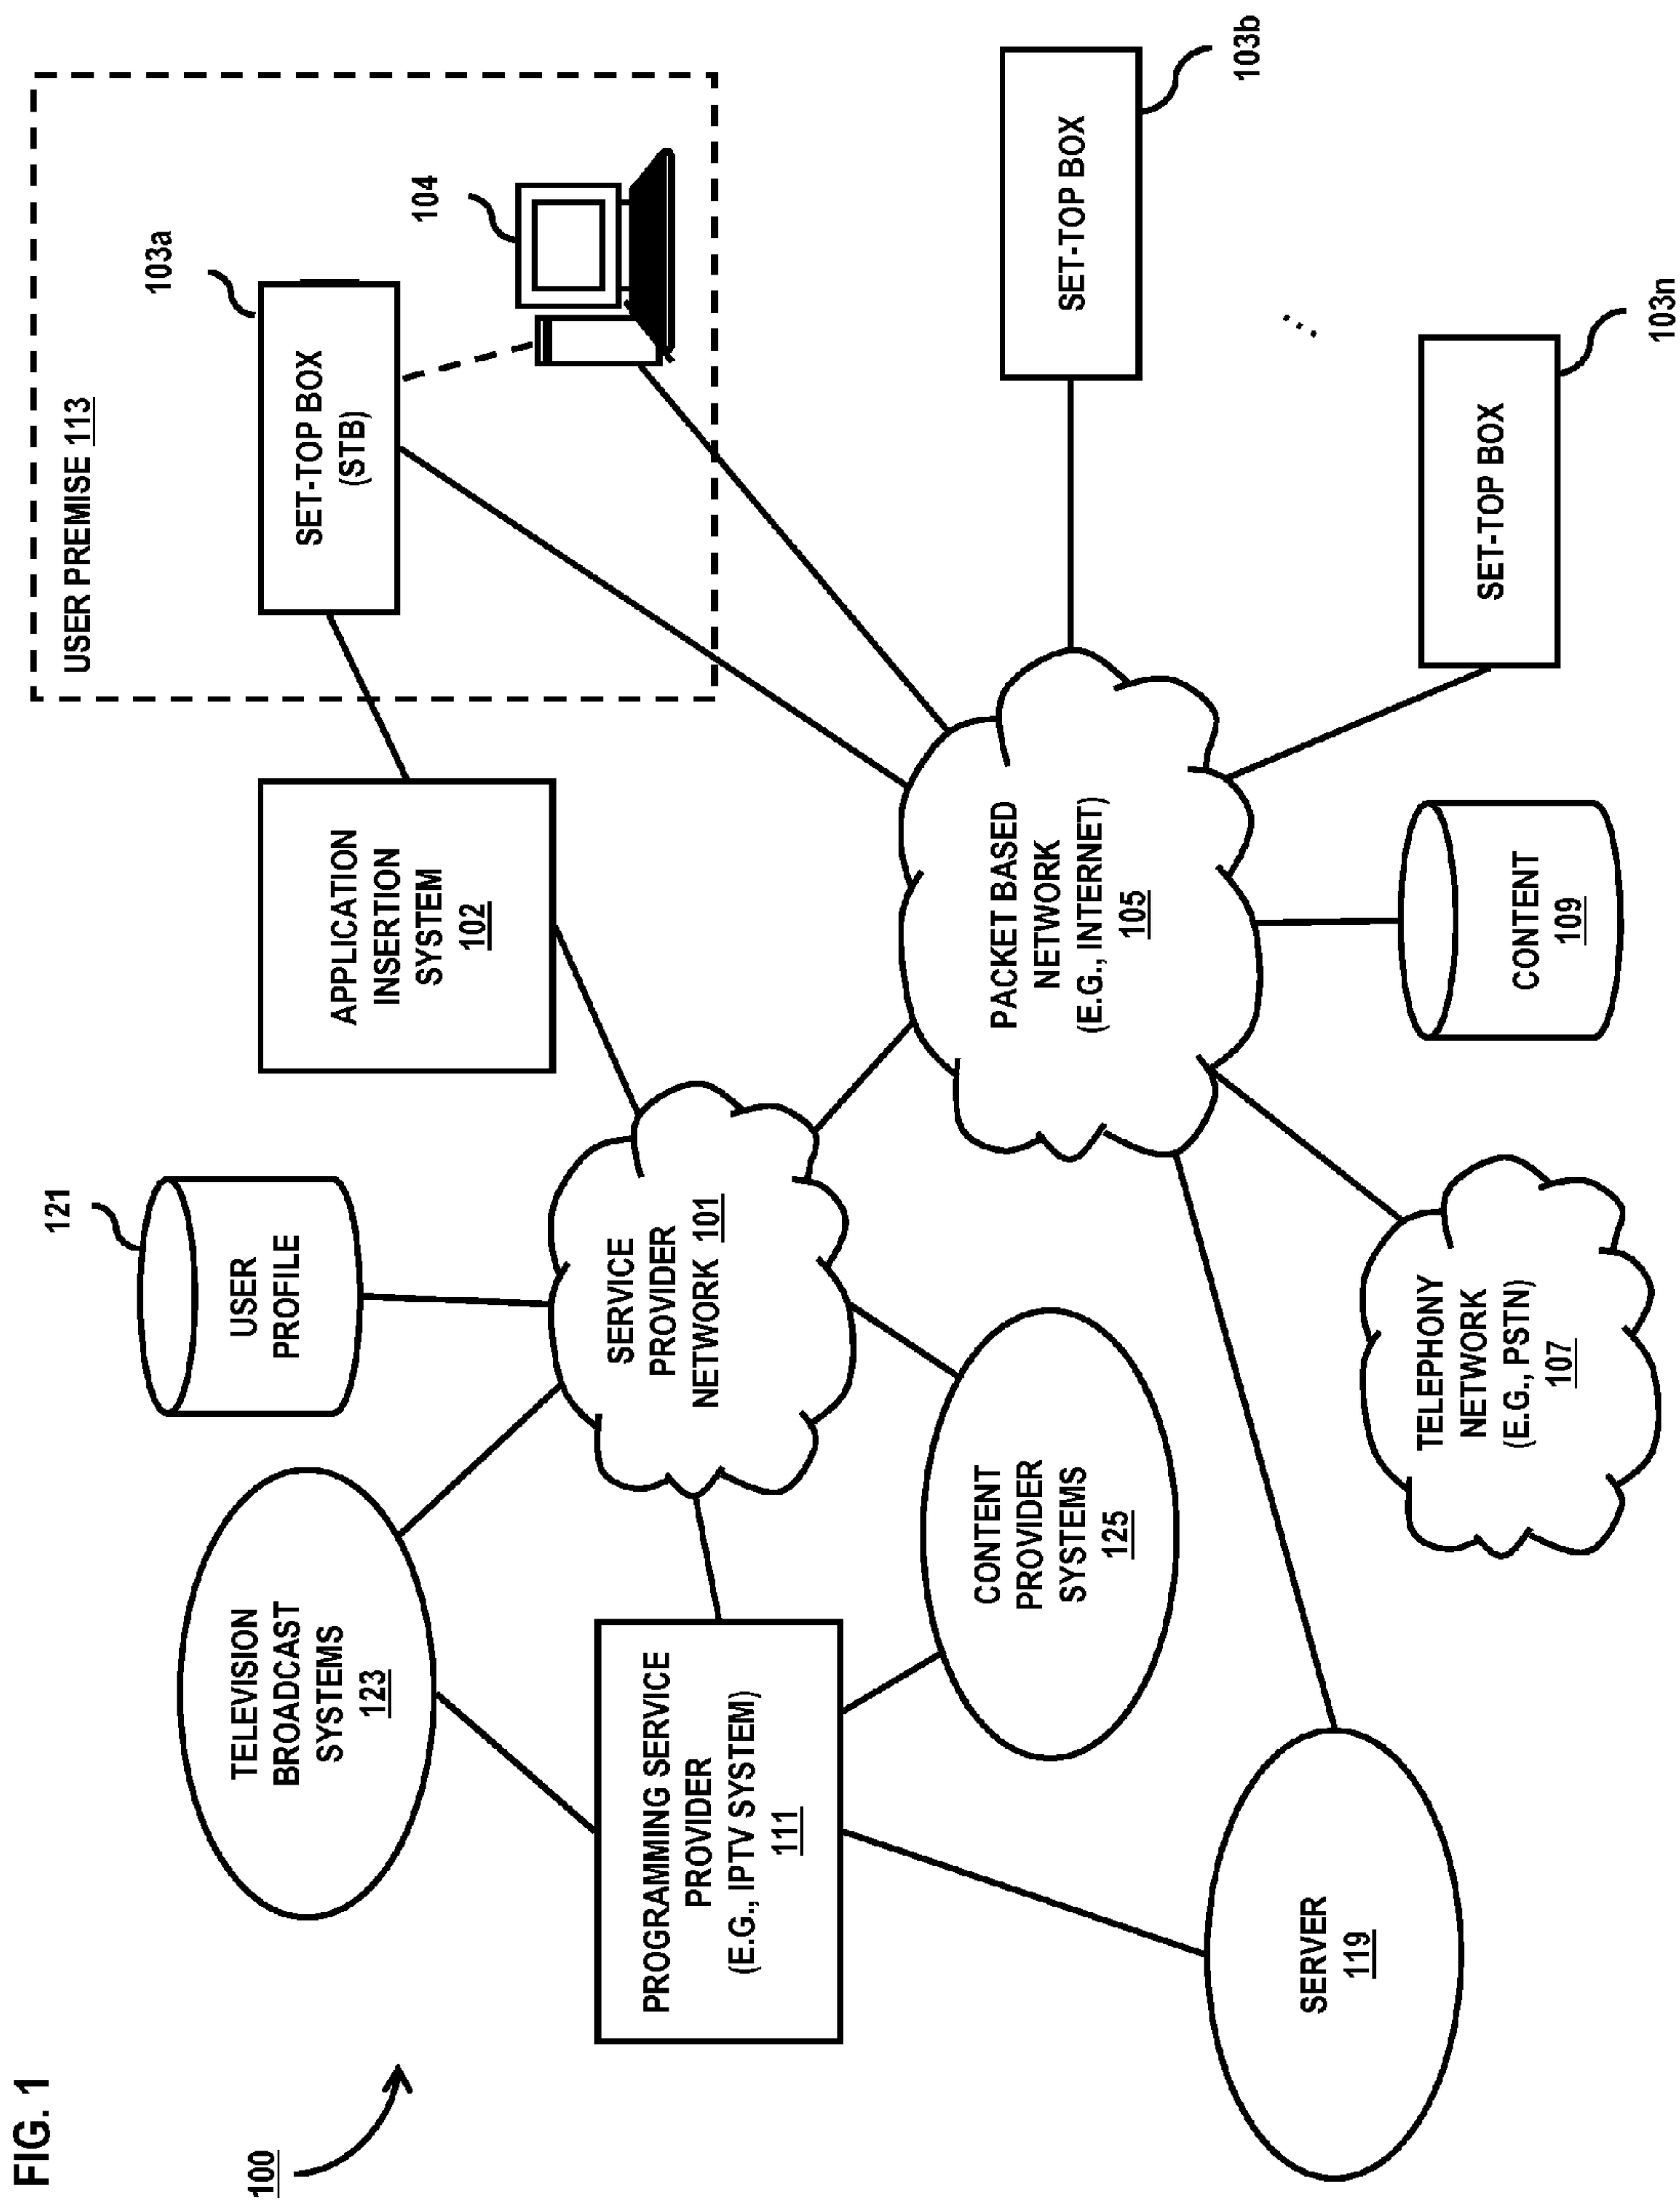 FIG. 1
100
TELEVISION
BROADCAST
SYSTEMS
123
121
USER
PROFILE
APPLICATION
INSERTION
SYSTEM
102
USER PREMISE 113
103a
SET-TOP BOX
(STB)
104
PROGRAMMING SERVICE
PROVIDER
(E.G., IPTV SYSTEM)
111
SERVICE
PROVIDER
NETWORK 101
CONTENT
PROVIDER
SYSTEMS
125
PACKET BASED
NETWORK
(E.G., INTERNET)
105
SET-TOP BOX
103b
...
SERVER
119
TELEPHONY
NETWORK
(E.G., PSTN)
107
CONTENT
109
SET-TOP BOX
103n